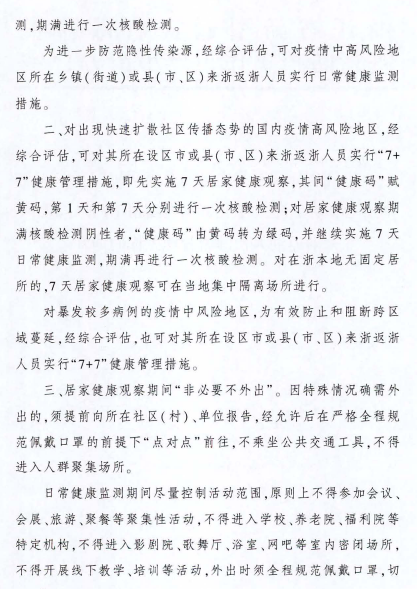 测,期满进行一次核酸检测。
为进一步防范隐性传染源,经综合评估,可对疫情中高风险地
区所在乡镇(街道)或县(市、区)来浙返浙人员实行日常健康监测
措施。
二、对出现快速扩散社区传播态势的国内疫情高风险地区,经
综合评估,可对其所在设区市或县(市、区)来浙返浙人员实行“7+
7”健康管理措施,即先实施7天居家健康观察,其间“健康码”赋
黄码,第1天和第7天分别进行一次核酸检测;对居家健康观察期
满核酸检测阴性者,“健康码”由黄码转为绿码,并继续实施7天
日常健康监测,期满再进行一次核酸检测。对在浙本地无固定居
所的,7天居家健康观察可在当地集中隔离场所进行。
对暴发较多病例的疫情中风险地区,为有效防止和阻断跨区
域蔓延,经综合评估,也可对其所在设区市或县(市、区)来浙返浙
人员实行“7+7”健康管理措施。
三、居家健康观察期间“非必要不外出”。因特殊情况确需外
出的,须提前向所在社区(村)、单位报告,经允许后在严格全程规
范佩戴口罩的前提下“点对点”前往,不乘坐公共交通工具,不得
进入人群聚集场所。
日常健康监测期间尽量控制活动范围,原则上不得参加会议、
会展、旅游、聚餐等聚集性活动,不得进入学校、养老院、福利院等
特定机构,不得进入影剧院、歌舞厅、浴室、网吧等室内密闭场所,
不得开展线下教学、培训等活动,外出时须全程规范佩戴口罩,切